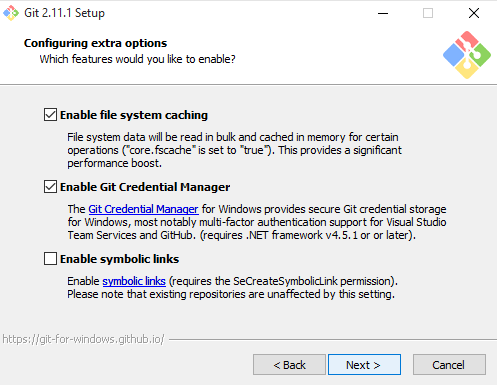 Git 2.11.1 Setup
Configuring extra options
Which features would you like to enable?
Enable file system caching
File system data will be read in bulk and cached in memory for certain
operations ("core.fscache" is set to "true"). This provides a significant
performance boost.
Enable Git Credential Manager
The Git Credential Manager for Windows provides secure Git credential storage
for Windows, most notably multi-factor authentication support for Visual Studio
Team Services and GitHub. (requires .NET framework v4.5.1 or or later).
Enable symbolic links
Enable symbolic links (requires the SeCreateSymbolicLink permission).
Please note that existing repositories are unaffected by this setting.
https://git-for-windows.github.io/
< Back
Next >
Cancel